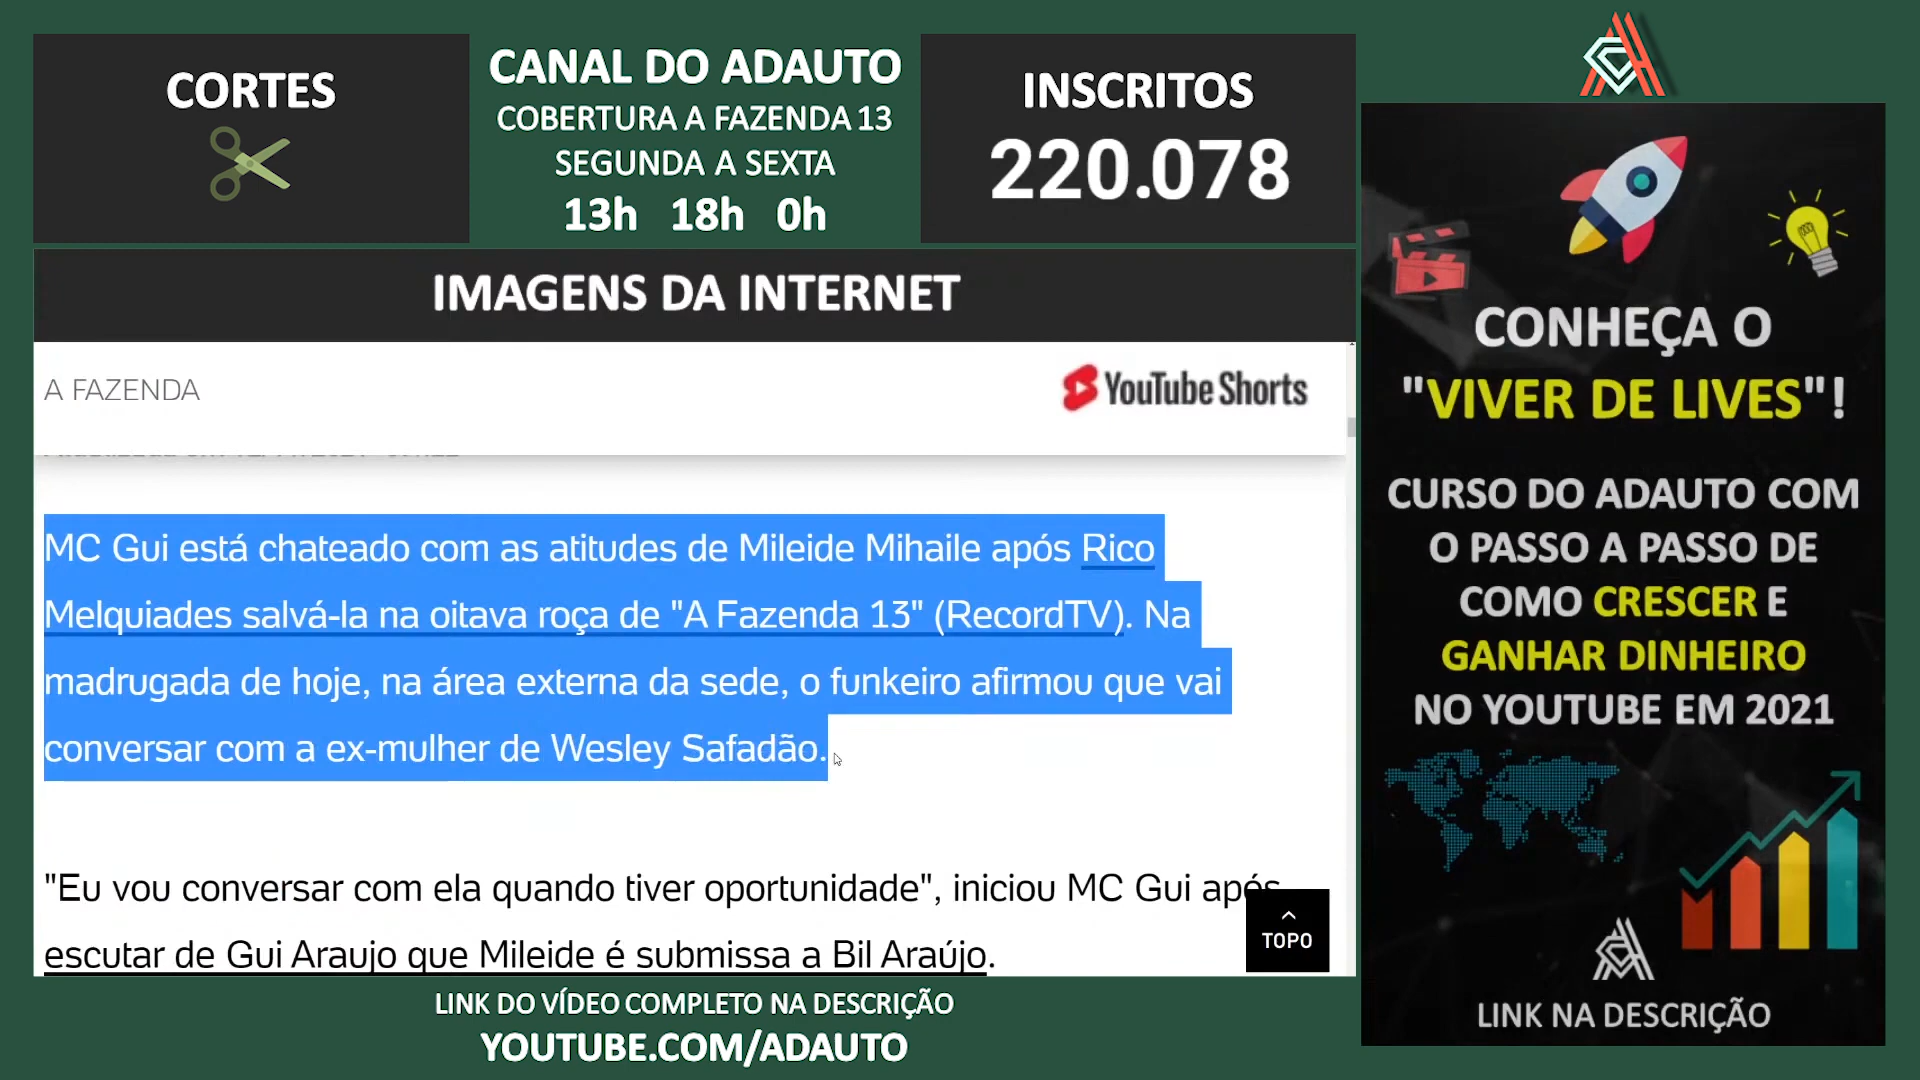 CORTES
CANAL DO ADAUTO
COBERTURA A FAZENDA 13
SEGUNDA A SEXTA
13h 18h 0h
INSCRITOS
220.078
IMAGENS DA INTERNET
A FAZENDA
YouTube Shorts
MC Gui está chateado com as atitudes de Mileide Mihaile após Rico
Melquiades salvá-la na oitava roça de "A Fazenda 13" (RecordTV). Na
madrugada de hoje, na área externa da sede, o funkeiro afirmou que vai
conversar com a ex-mulher de Wesley Safadão.
"Eu vou conversar com ela quando tiver oportunidade", iniciou MC Gui após
escutar de Gui Araujo que Mileide é submissa a Bil Araújo.
TOPO
LINK DO VÍDEO COMPLETO NA DESCRIÇÃO
YOUTUBE.COM/ADAUTO
CONHEÇA O
"VIVER DE LIVES"!
CURSO DO ADAUTO COM
O PASSO A PASSO DE
COMO CRESCER E
GANHAR DINHEIRO
NO YOUTUBE EM 2021
LINK NA DESCRIÇÃO